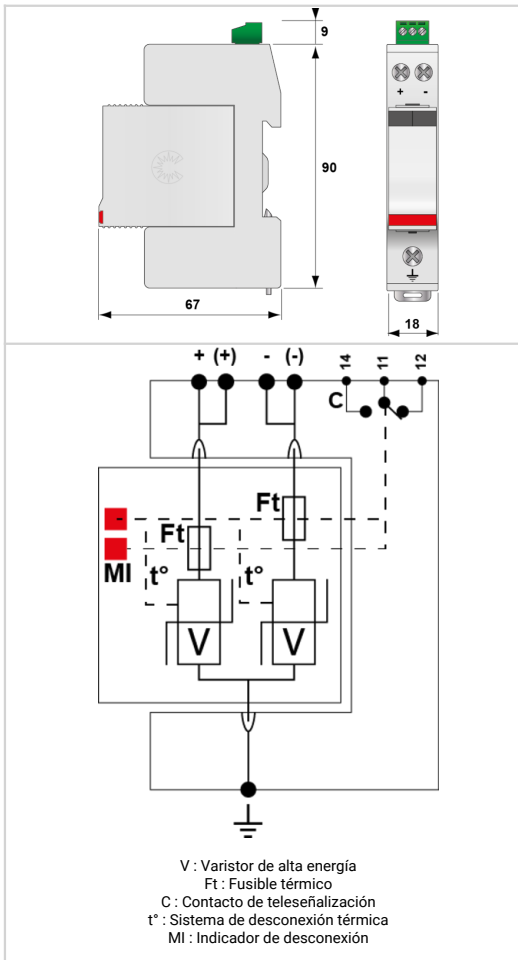 9
90
67
+ -
18
+ (+) - (-)
14 11 12
C
Ft
Ft
-
MI
t° t°
V V
V : Varistor de alta energía
Ft : Fusible térmico
C : Contacto de teleseñalización
t° : Sistema de desconexión térmica
MI : Indicador de desconexión